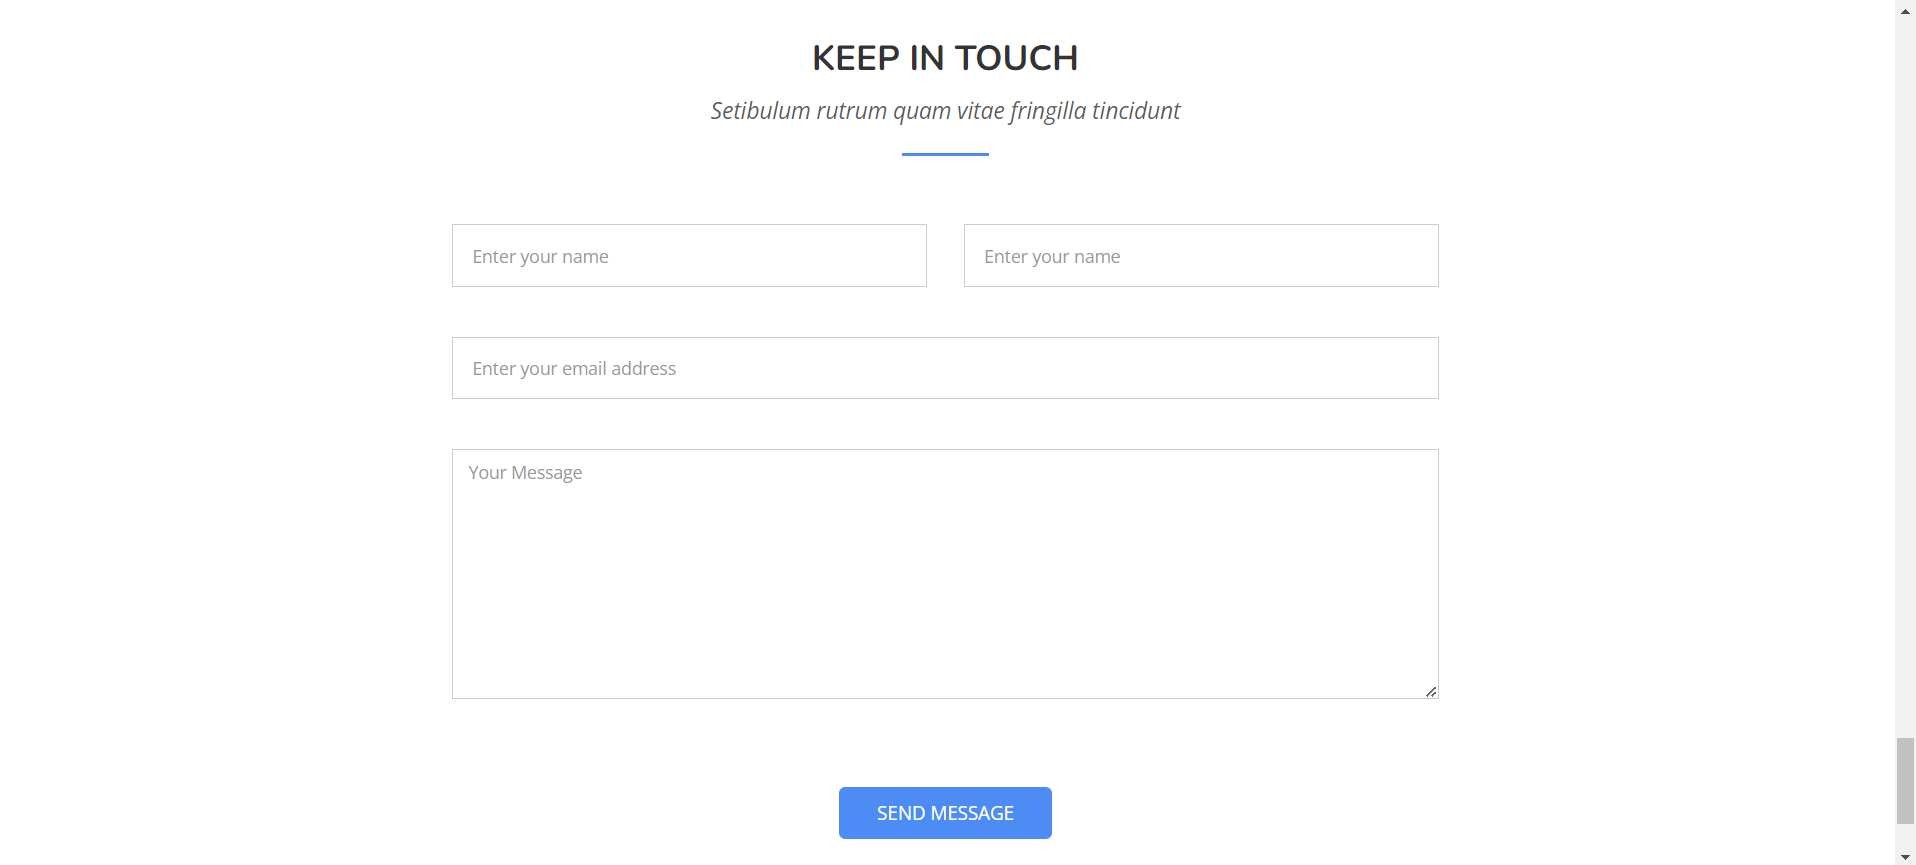 KEEP IN TOUCH
Setibulum rutrum quam vitae fringilla tincidunt
Enter your name
Enter your name
Enter your email address
Your Message
SEND MESSAGE